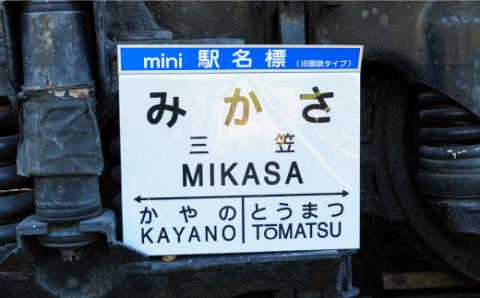 mini 駅名標（旧国鉄タイプ）
みかさ
三笠
MIKASA
かやの とうまつ
KAYANO TŌMATSU